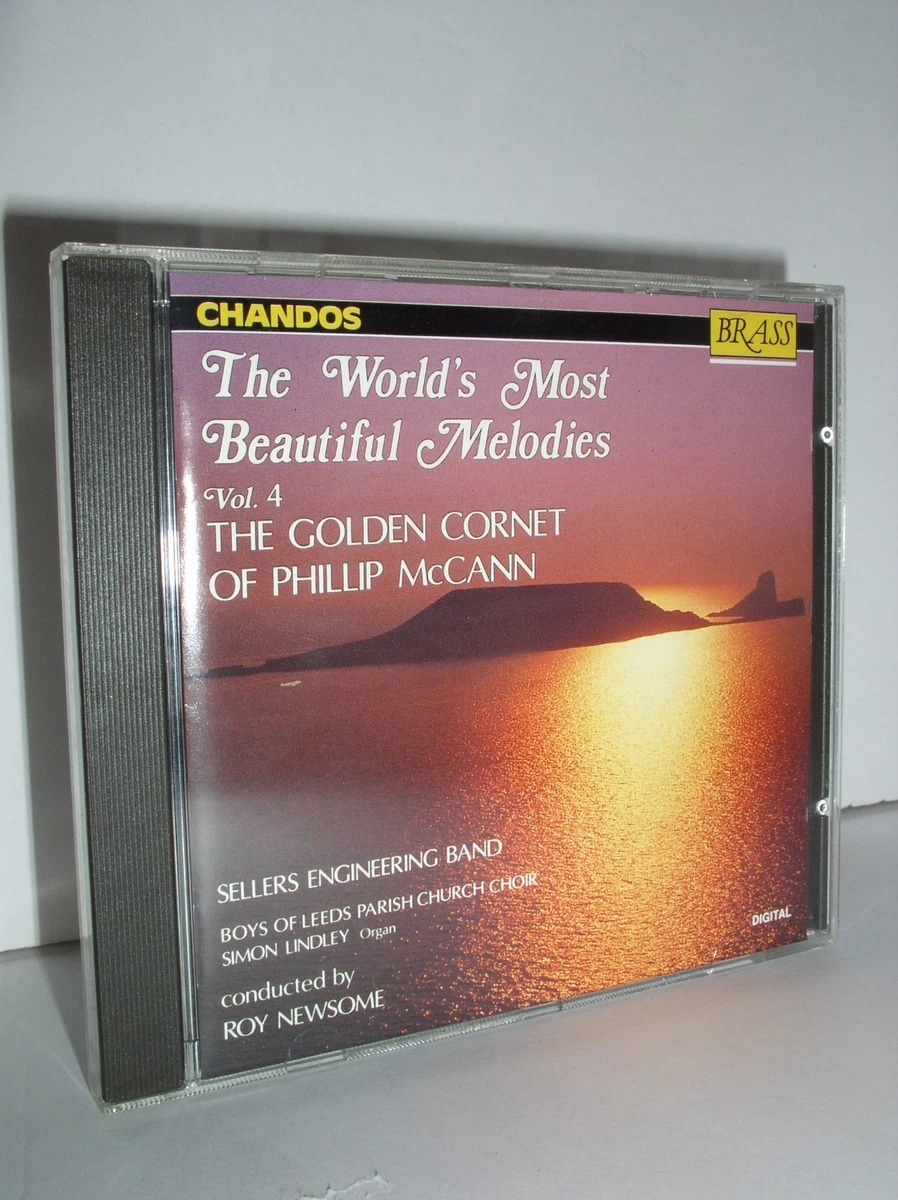 CHANDOS
BRASS
The World's Most
Beautiful Melodies
Vol. 4
THE GOLDEN CORNET
OF PHILLIP McCANN
SELLERS ENGINEERING BAND
BOYS OF LEEDS PARISH CHURCH CHOIR
SIMON LINDLEY Organ
DIGITAL
conducted by
ROY NEWSOME